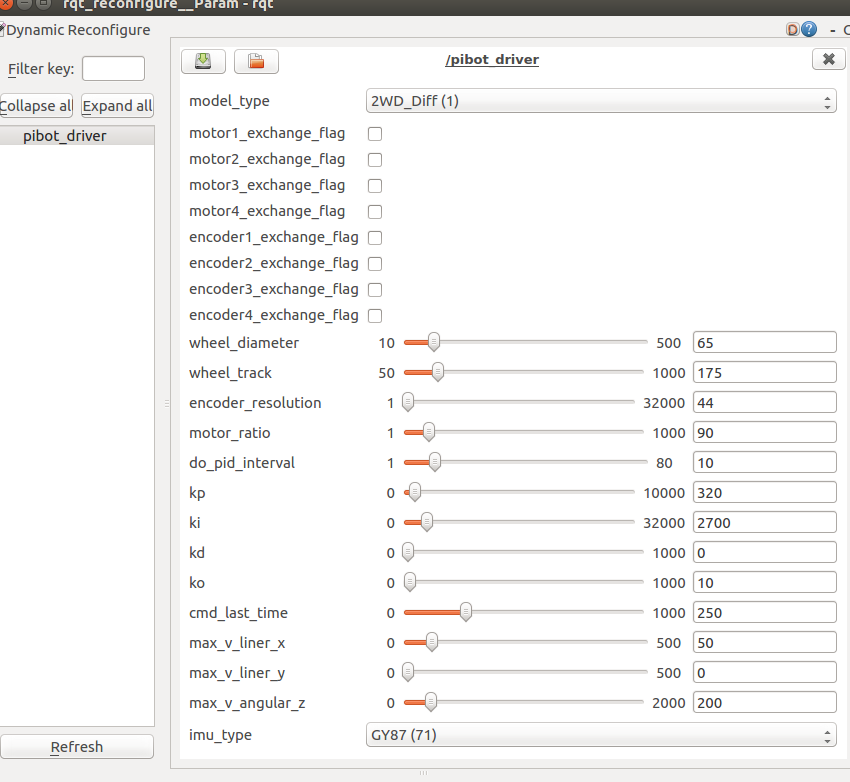 rqt_reconfigure__Param - rqt
Dynamic Reconfigure D ? -
Filter key:
Collapse al Expand all
pibot_driver
/pibot_driver
model_type 2WD_Diff (1)
motor1_exchange_flag
motor2_exchange_flag
motor3_exchange_flag
motor4_exchange_flag
encoder1_exchange_flag
encoder2_exchange_flag
encoder3_exchange_flag
encoder4_exchange_flag
wheel_diameter 10 500 65
wheel_track 50 1000 175
encoder_resolution 1 32000 44
motor_ratio 1 1000 90
do_pid_interval 1 80 10
kp 0 10000 320
ki 0 32000 2700
kd 0 1000 0
ko 0 1000 10
cmd_last_time 0 1000 250
max_v_liner_x 0 500 50
max_v_liner_y 0 500 0
max_v_angular_z 0 2000 200
imu_type GY87 (71)
Refresh